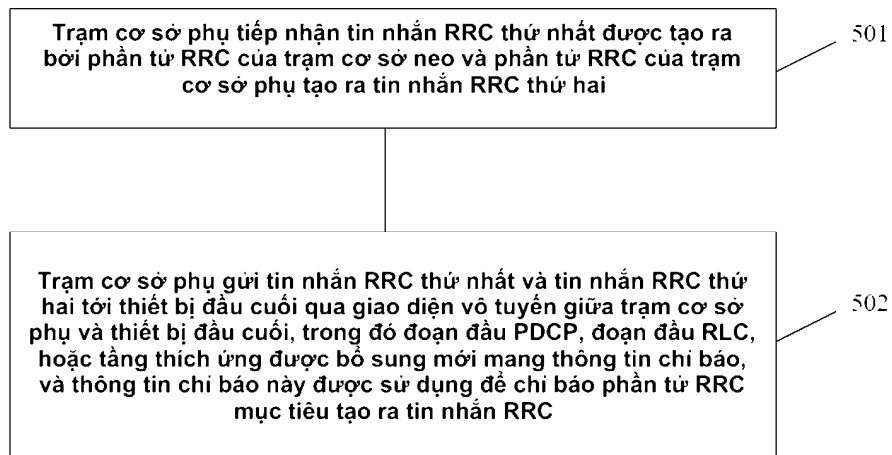 Trạm cơ sở phụ tiếp nhận tin nhắn RRC thứ nhất được tạo ra
bởi phần tử RRC của trạm cơ sở neo và phần tử RRC của trạm
cơ sở phụ tạo ra tin nhắn RRC thứ hai
501
Trạm cơ sở phụ gửi tin nhắn RRC thứ nhất và tin nhắn RRC thứ
hai tới thiết bị đầu cuối qua giao diện vô tuyến giữa trạm cơ sở
phụ và thiết bị đầu cuối, trong đó đoạn đầu PDCP, đoạn đầu RLC,
hoặc tầng thích ứng được bổ sung mới mang thông tin chỉ báo,
và thông tin chỉ báo này được sử dụng để chỉ báo phần tử RRC
mục tiêu tạo ra tin nhắn RRC
502